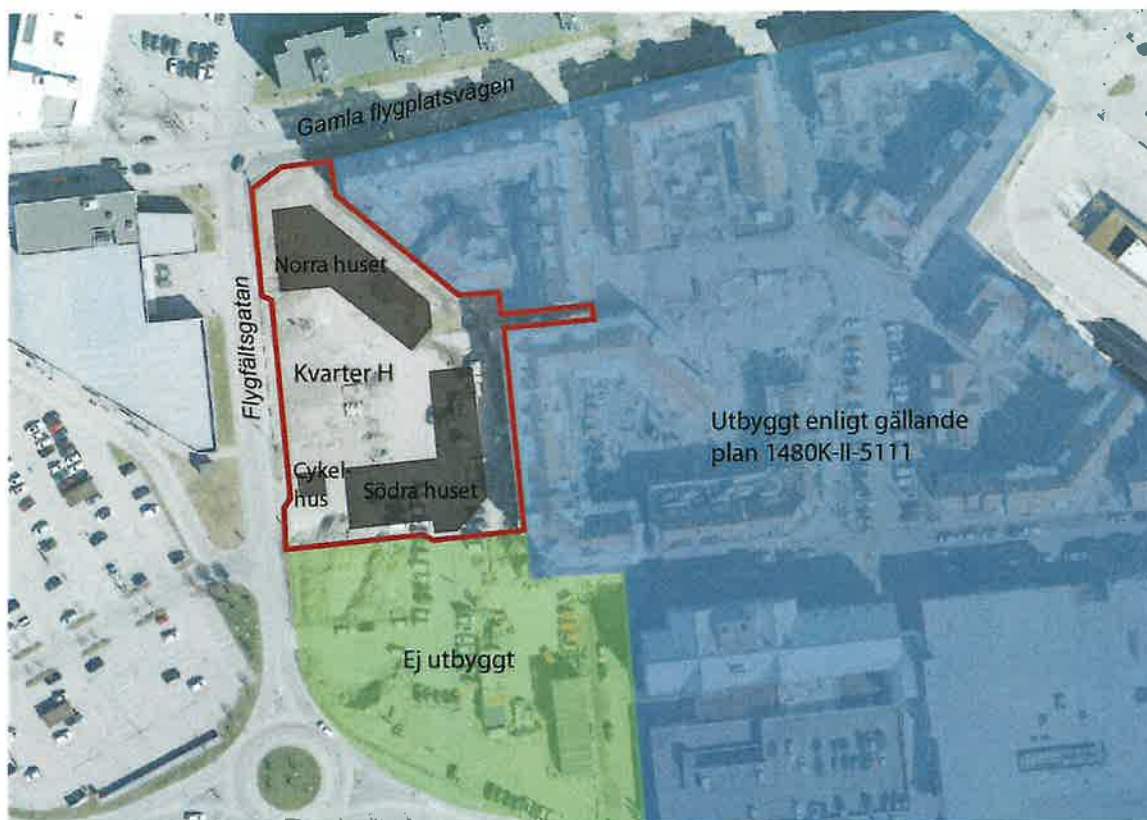 Gamla flygplatsvägen
Norra huset
Flygfältsgatan
Kvarter H
Utbyggt enligt gällande
plan 1480K-II-5111
Cykel-
hus
Södra huset
Ej utbyggt